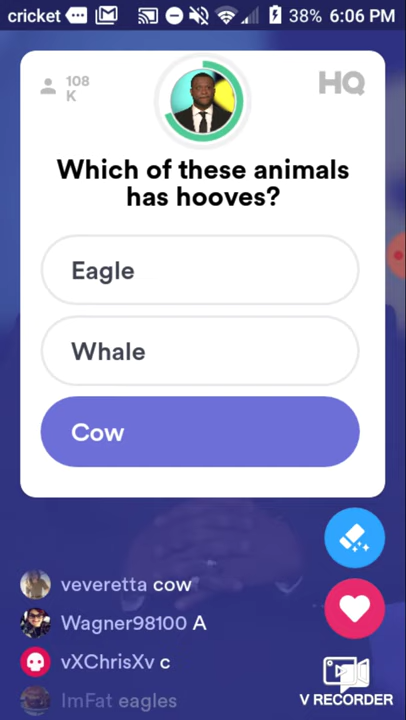 cricket 38% 6:06 PM
108
K
HQ
Which of these animals
has hooves?
Eagle
Whale
Cow
veveretta cow
Wagner98100 A
vXChrisXv c
ImFat eagles
V RECORDER